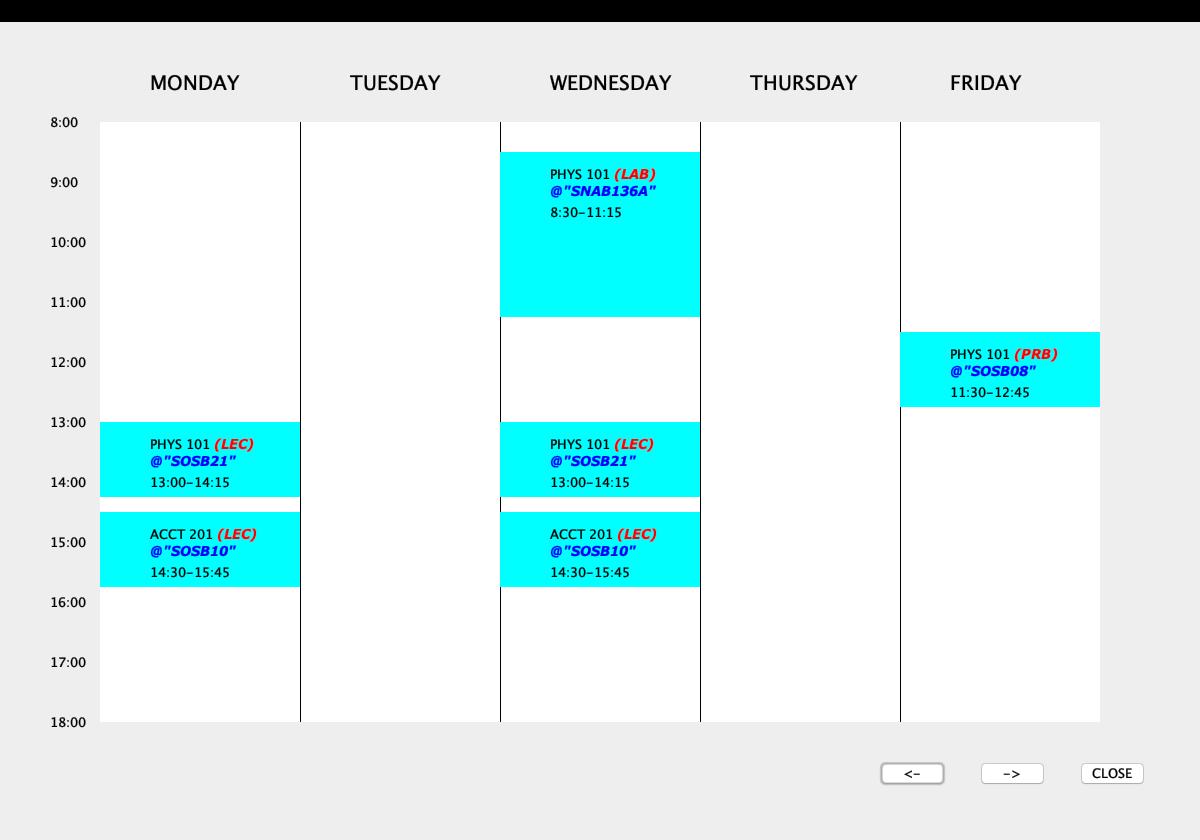 MONDAY TUESDAY WEDNESDAY THURSDAY FRIDAY
8:00
PHYS 101 (LAB)
@"SNAB136A"
8:30-11:15
9:00
10:00
11:00
PHYS 101 (PRB)
@"SOSB08"
11:30-12:45
12:00
13:00
PHYS 101 (LEC)
@"SOSB21"
13:00-14:15
PHYS 101 (LEC)
@"SOSB21"
13:00-14:15
14:00
ACCT 201 (LEC)
@"SOSB10"
14:30-15:45
ACCT 201 (LEC)
@"SOSB10"
14:30-15:45
15:00
16:00
17:00
18:00
<- -> CLOSE